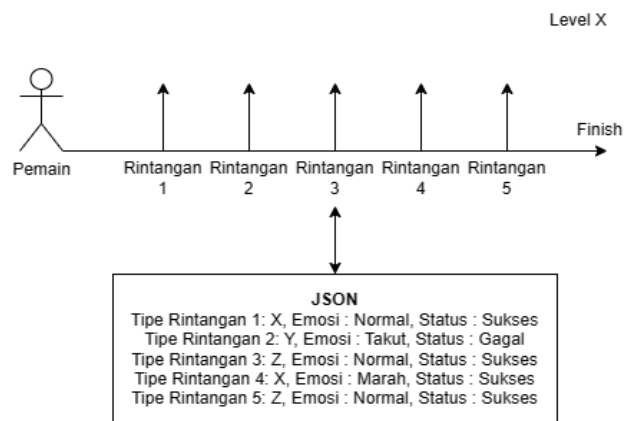 Level X
Finish
Pemain
Rintangan
1
Rintangan
2
Rintangan
3
Rintangan
4
Rintangan
5
JSON
Tipe Rintangan 1: X, Emosi : Normal, Status : Sukses
Tipe Rintangan 2: Y, Emosi : Takut, Status : Gagal
Tipe Rintangan 3: Z, Emosi : Normal, Status : Sukses
Tipe Rintangan 4: X, Emosi : Marah, Status : Sukses
Tipe Rintangan 5: Z, Emosi : Normal, Status : Sukses